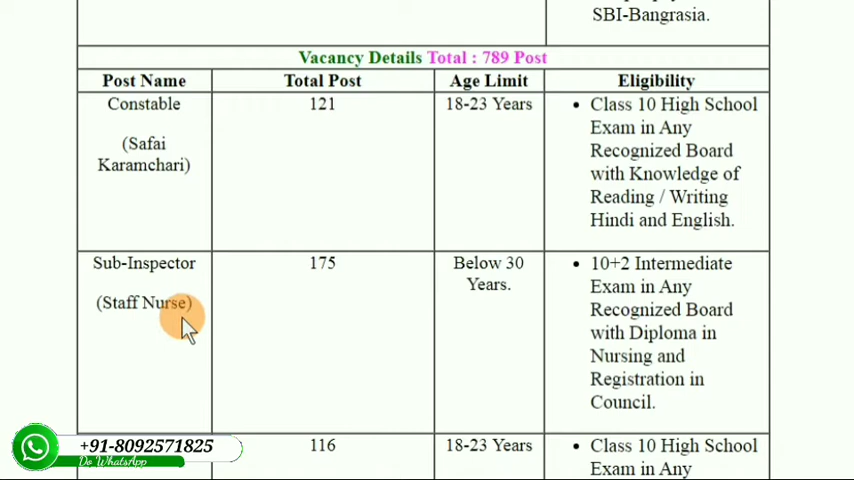 SBI-Bangrasia.
Vacancy Details Total : 789 Post
Post Name Total Post Age Limit Eligibility
Constable 121 18-23 Years • Class 10 High School
Exam in Any
(Safai Recognized Board
Karamchari) with Knowledge of
Reading / Writing
Hindi and English.
Sub-Inspector 175 Below 30 • 10+2 Intermediate
Years. Exam in Any
(Staff Nurse) Recognized Board
with Diploma in
Nursing and
Registration in
Council.
116 18-23 Years • Class 10 High School
Exam in Any
+91-8092571825
Do WhatsApp